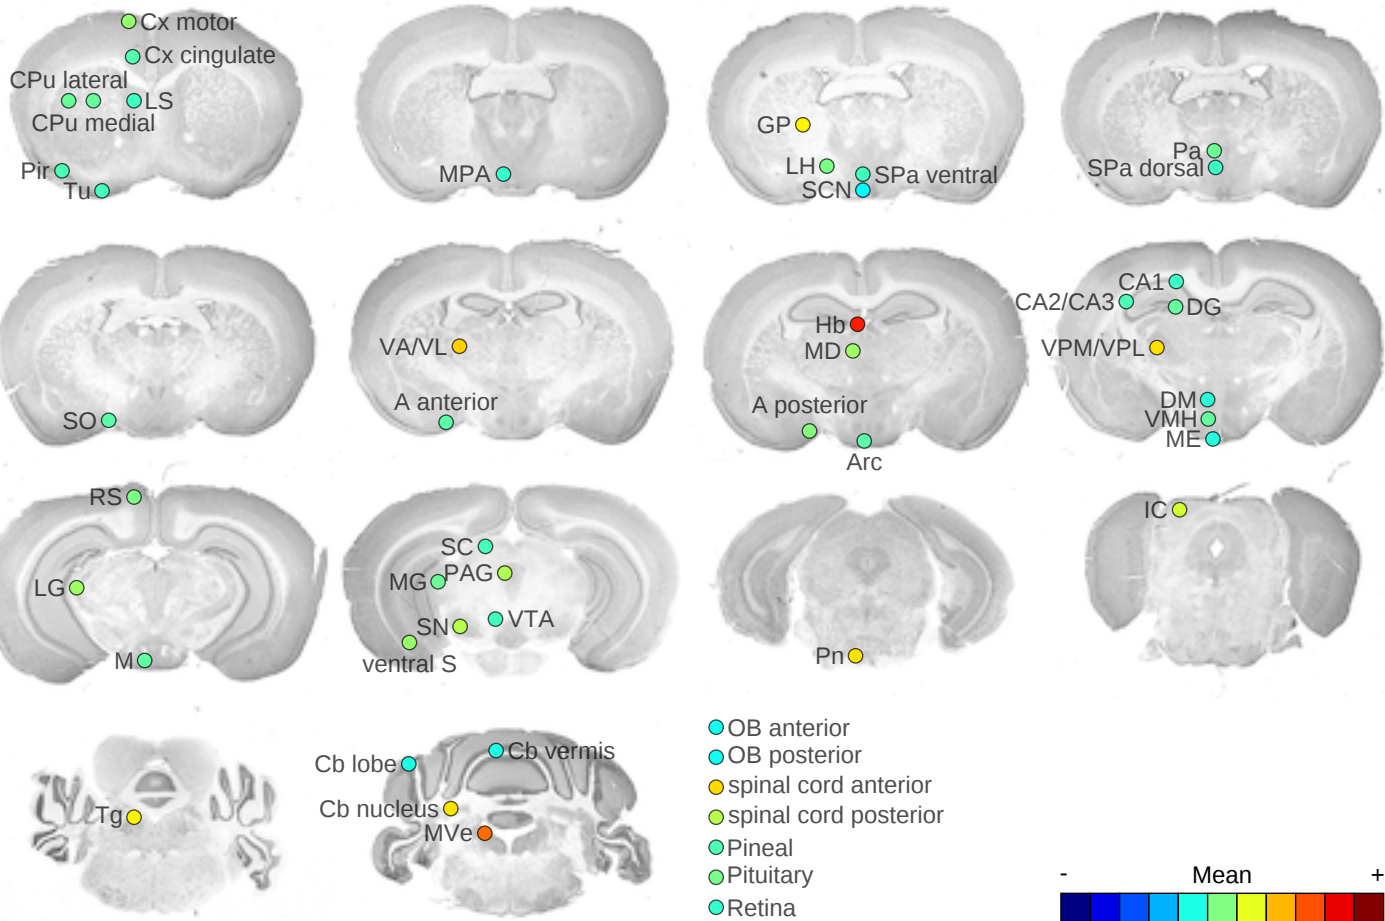 Cx motor
Cx cingulate
CPu lateral
LS
CPu medial
Pir
Tu
MPA
GP
LH
SPa ventral
SCN
Pa
SPa dorsal
SO
VA/VL
A anterior
Hb
MD
A posterior
Arc
CA1
CA2/CA3
DG
VPM/VPL
DM
VMH
ME
RS
LG
M
SC
MG
PAG
SN
VTA
ventral S
Pn
IC
Tg
Cb lobe
Cb vermis
Cb nucleus
MVe
OB anterior
OB posterior
spinal cord anterior
spinal cord posterior
Pineal
Pituitary
Retina
- Mean +